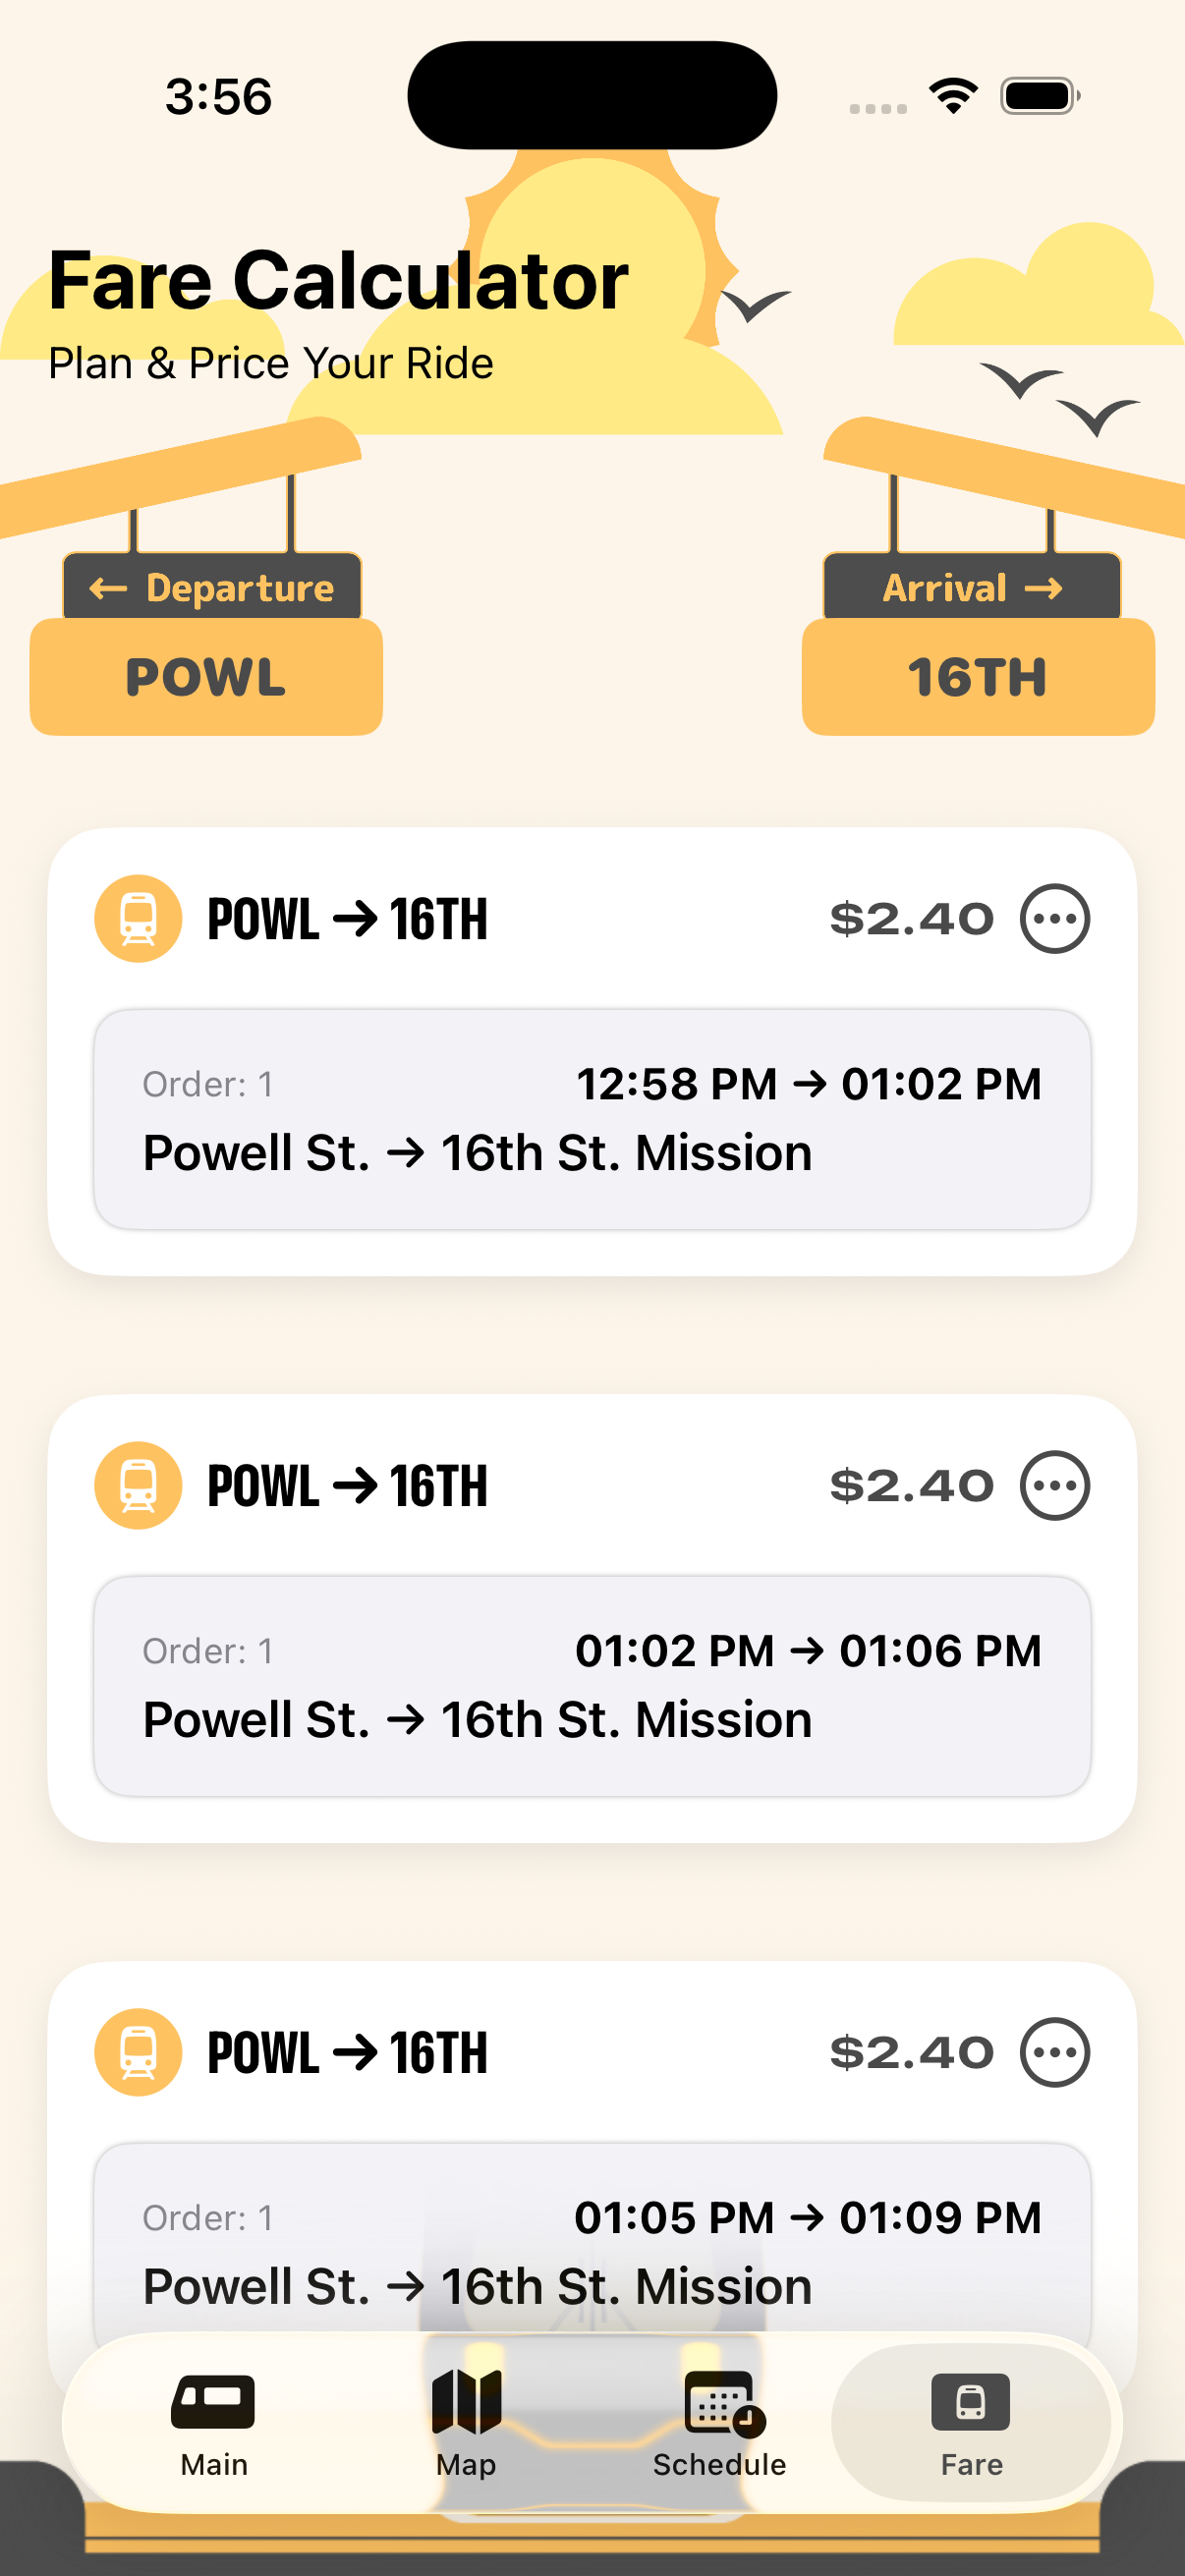 3:56
Fare Calculator
Plan & Price Your Ride
← Departure
Arrival →
POWL
16TH
POWL → 16TH $2.40
Order: 1 12:58 PM → 01:02 PM
Powell St. → 16th St. Mission
POWL → 16TH $2.40
Order: 1 01:02 PM → 01:06 PM
Powell St. → 16th St. Mission
POWL → 16TH $2.40
Order: 1 01:05 PM → 01:09 PM
Powell St. → 16th St. Mission
Main Map Schedule Fare